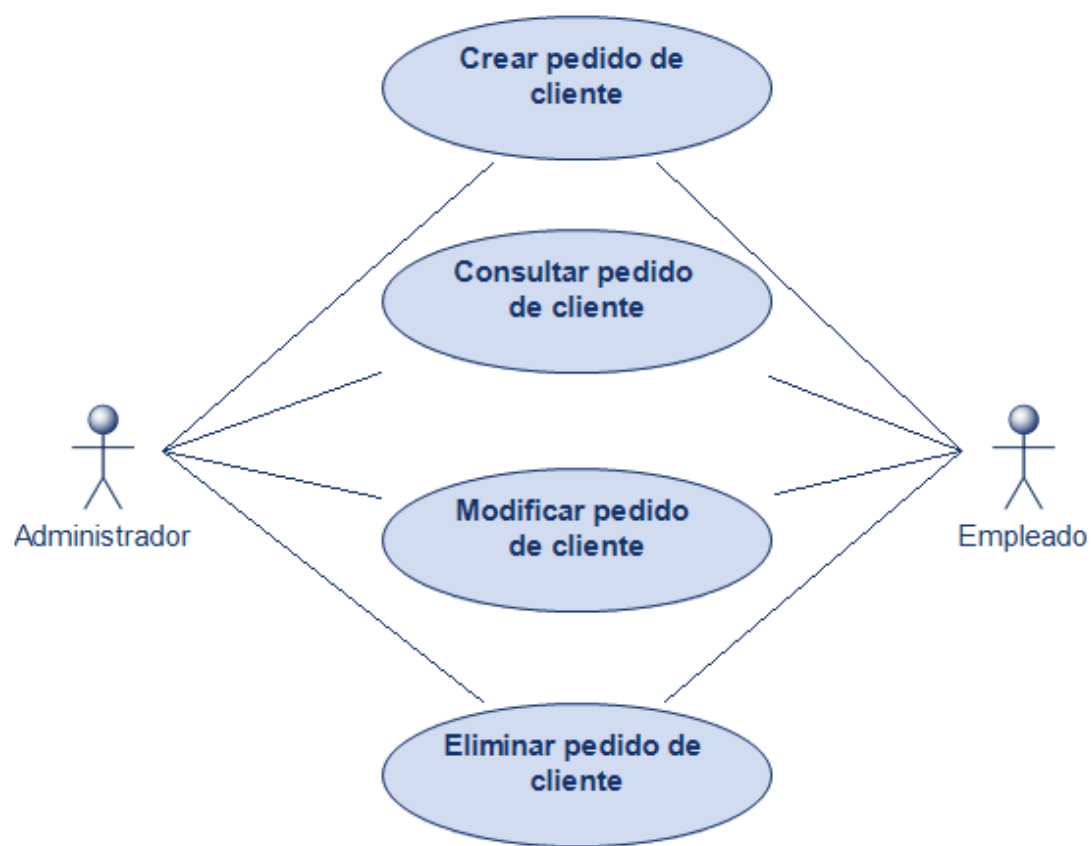 Crear pedido de
cliente
Consultar pedido
de cliente
Administrador
Empleado
Modificar pedido
de cliente
Eliminar pedido de
cliente